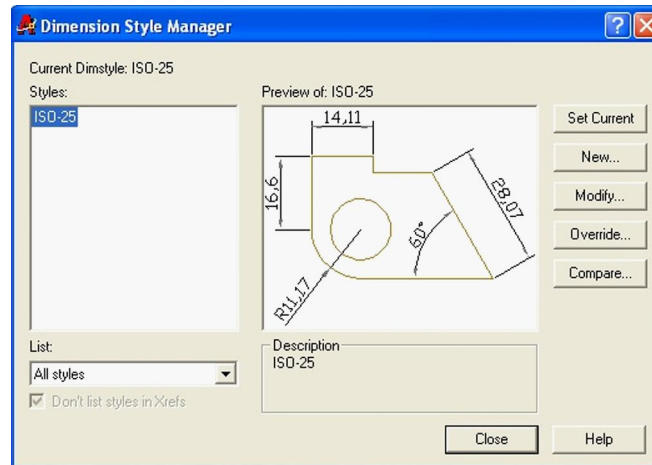 Dimension Style Manager
Current Dimstyle: ISO-25
Styles:
ISO-25
Preview of: ISO-25
14,11
16,6
28,07
60°
R11,17
Set Current
New...
Modify...
Override...
Compare...
List:
All styles
Don't list styles in Xrefs
Description
ISO-25
Close
Help